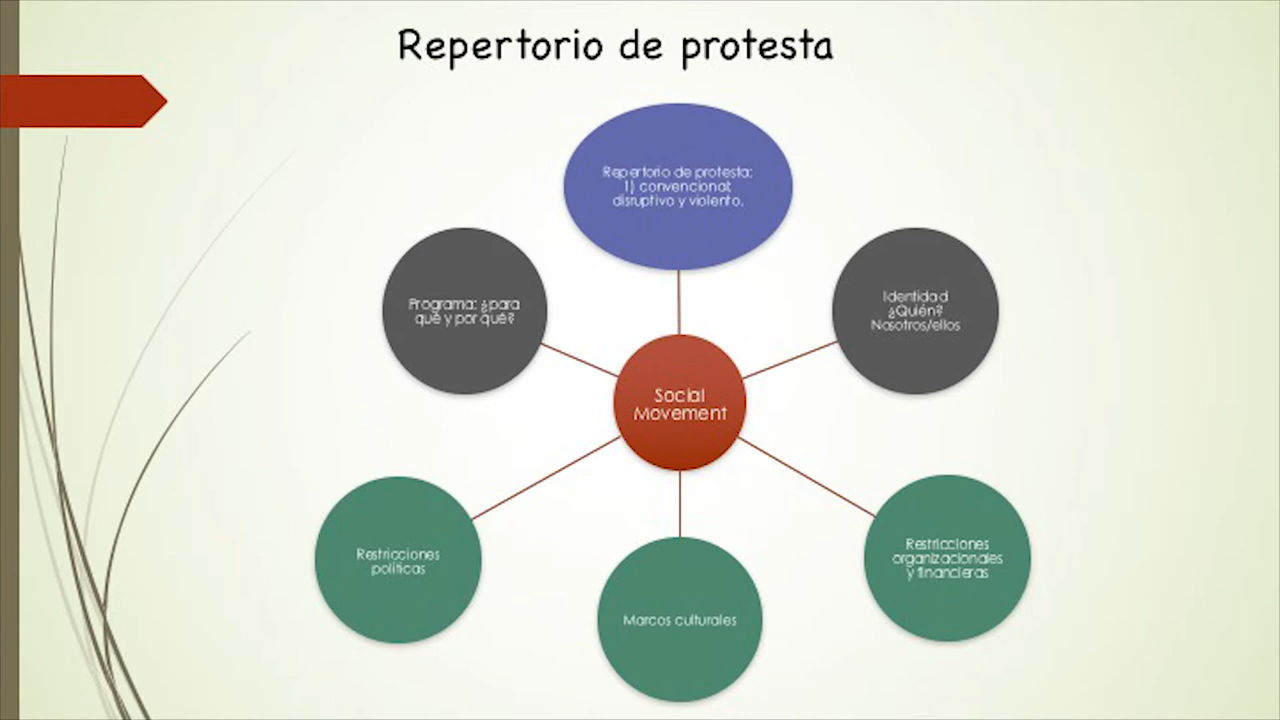 Repertorio de protesta
Repertorio de protesta:
1) convencional;
disruptivo y violento.
Programa: ¿para
qué y por qué?
Identidad
¿Quién?
Nosotros/ellos
Social
Movement
Restricciones
políticas
Marcos culturales
Restricciones
organizacionales
y financieras